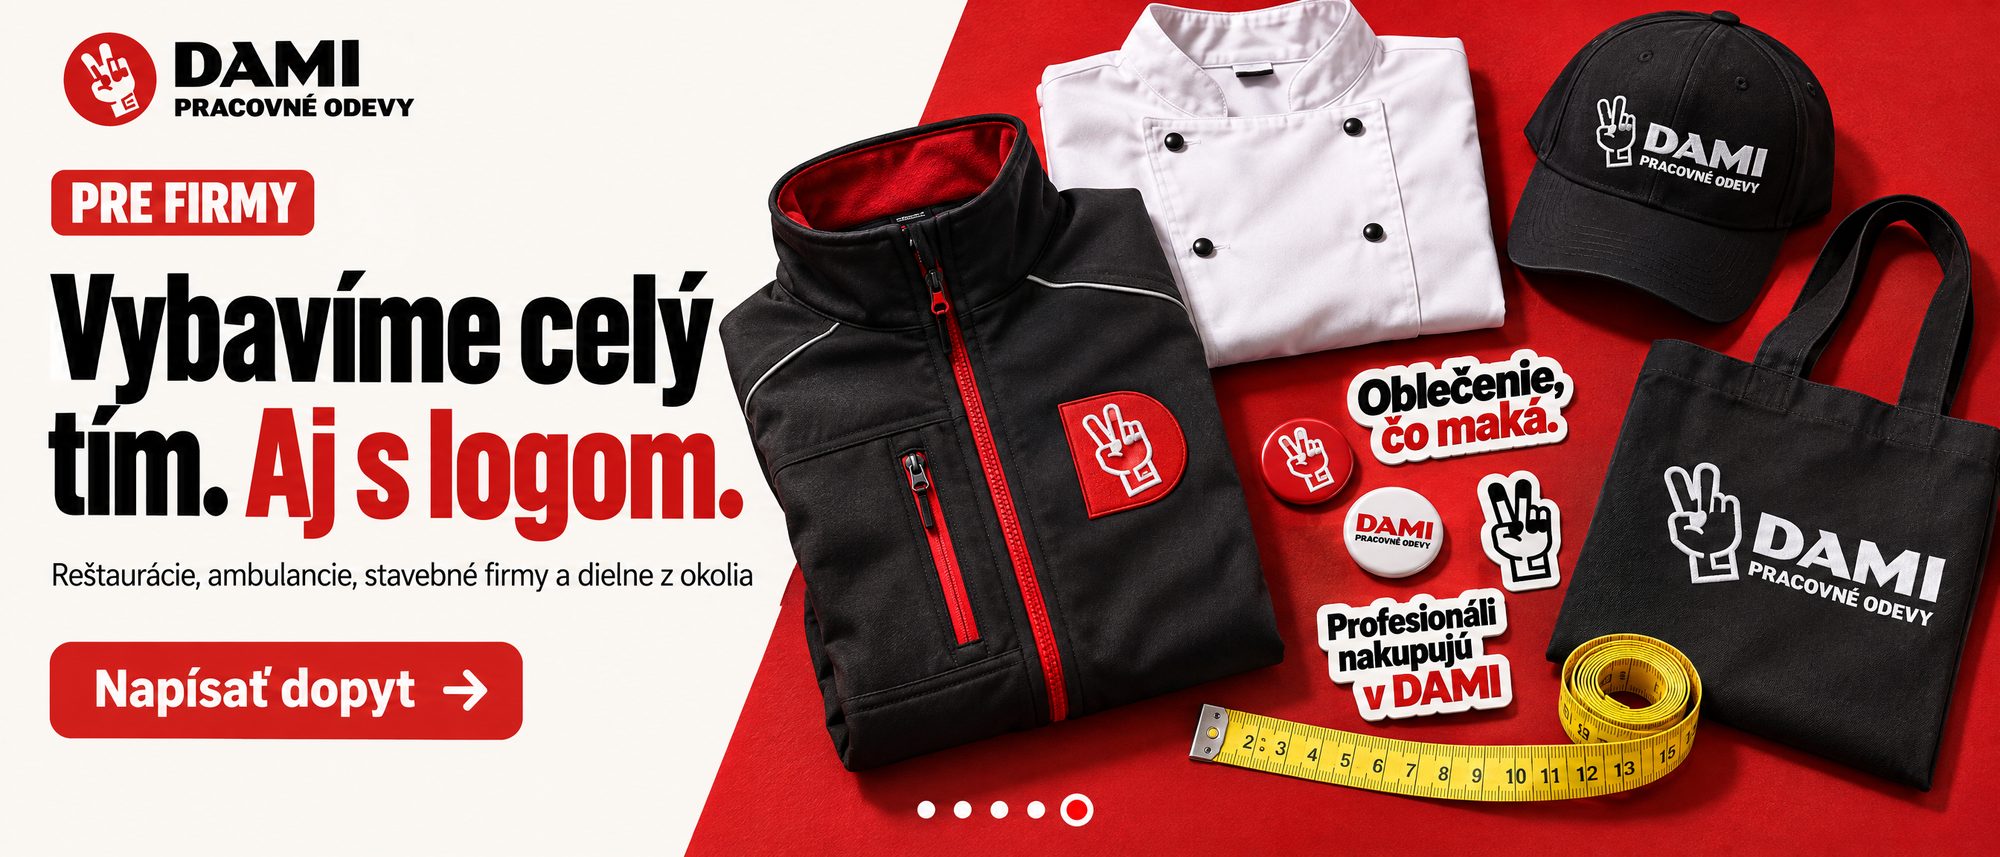 DAMI
PRACOVNÉ ODEVY
PRE FIRMY
Vybavíme celý
tím. Aj s logom.
Reštaurácie, ambulancie, stavebné firmy a dielne z okolia
Napísať dopyt →
DAMI
PRACOVNÉ ODEVY
Oblečenie,
čo maká.
DAMI
PRACOVNÉ ODEVY
DAMI
PRACOVNÉ ODEVY
Profesionáli
nakupujú
v DAMI
2 3 4 5 6 7 8 9 10 11 12 13 15